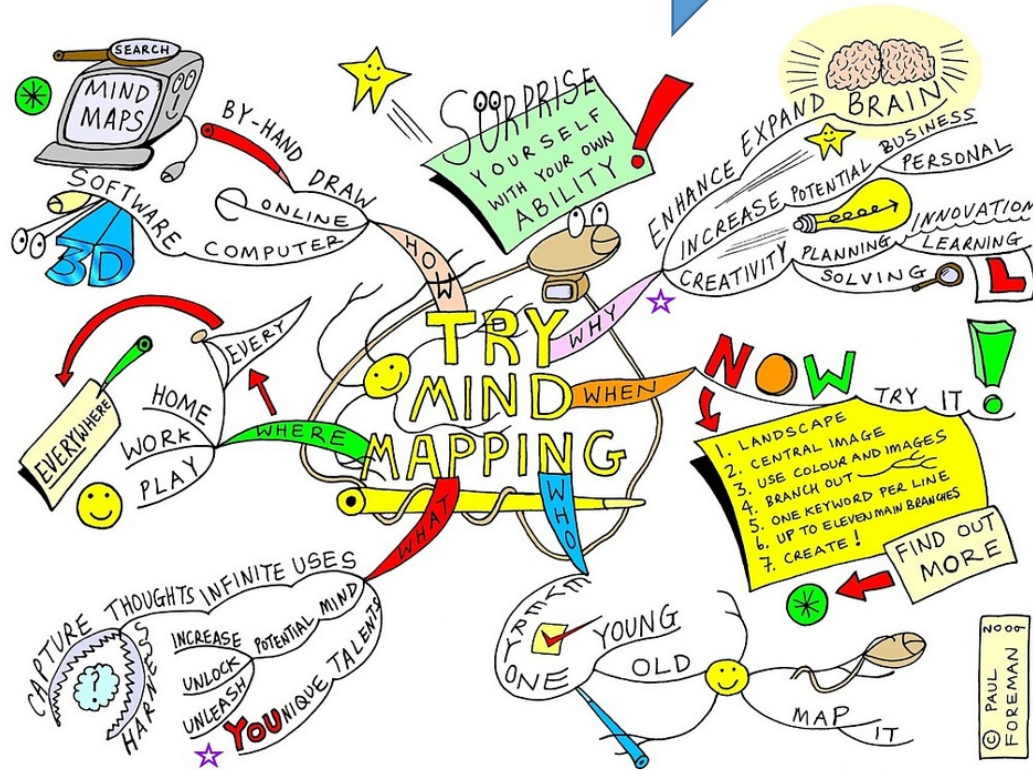 TRY
MIND
MAPPING
HOW
DRAW
BY-HAND
ONLINE
COMPUTER
SOFTWARE
3D
SEARCH
MIND
MAPS
SURPRISE
YOURSELF
WITH YOUR OWN
ABILITY!
WHY
ENHANCE EXPAND BRAIN
INCREASE POTENTIAL
BUSINESS
PERSONAL
CREATIVITY
INNOVATION
PLANNING
LEARNING
SOLVING
L
WHEN
NOW
TRY IT!
1. LANDSCAPE
2. CENTRAL IMAGE
3. USE COLOUR AND IMAGES
4. BRANCH OUT
5. ONE KEYWORD PER LINE
6. UP TO ELEVEN MAIN BRANCHES
7. CREATE!
FIND OUT
MORE
WHO
EVERYONE
YOUNG
OLD
MAP IT
WHAT
INFINITE USES
THOUGHTS
CAPTURE
HARNESS
?
MIND
POTENTIAL
INCREASE
UNLOCK
UNLEASH
TALENTS
YOUNIQUE
WHERE
EVERY
EVERYWHERE
HOME
WORK
PLAY
© PAUL
FOREMAN